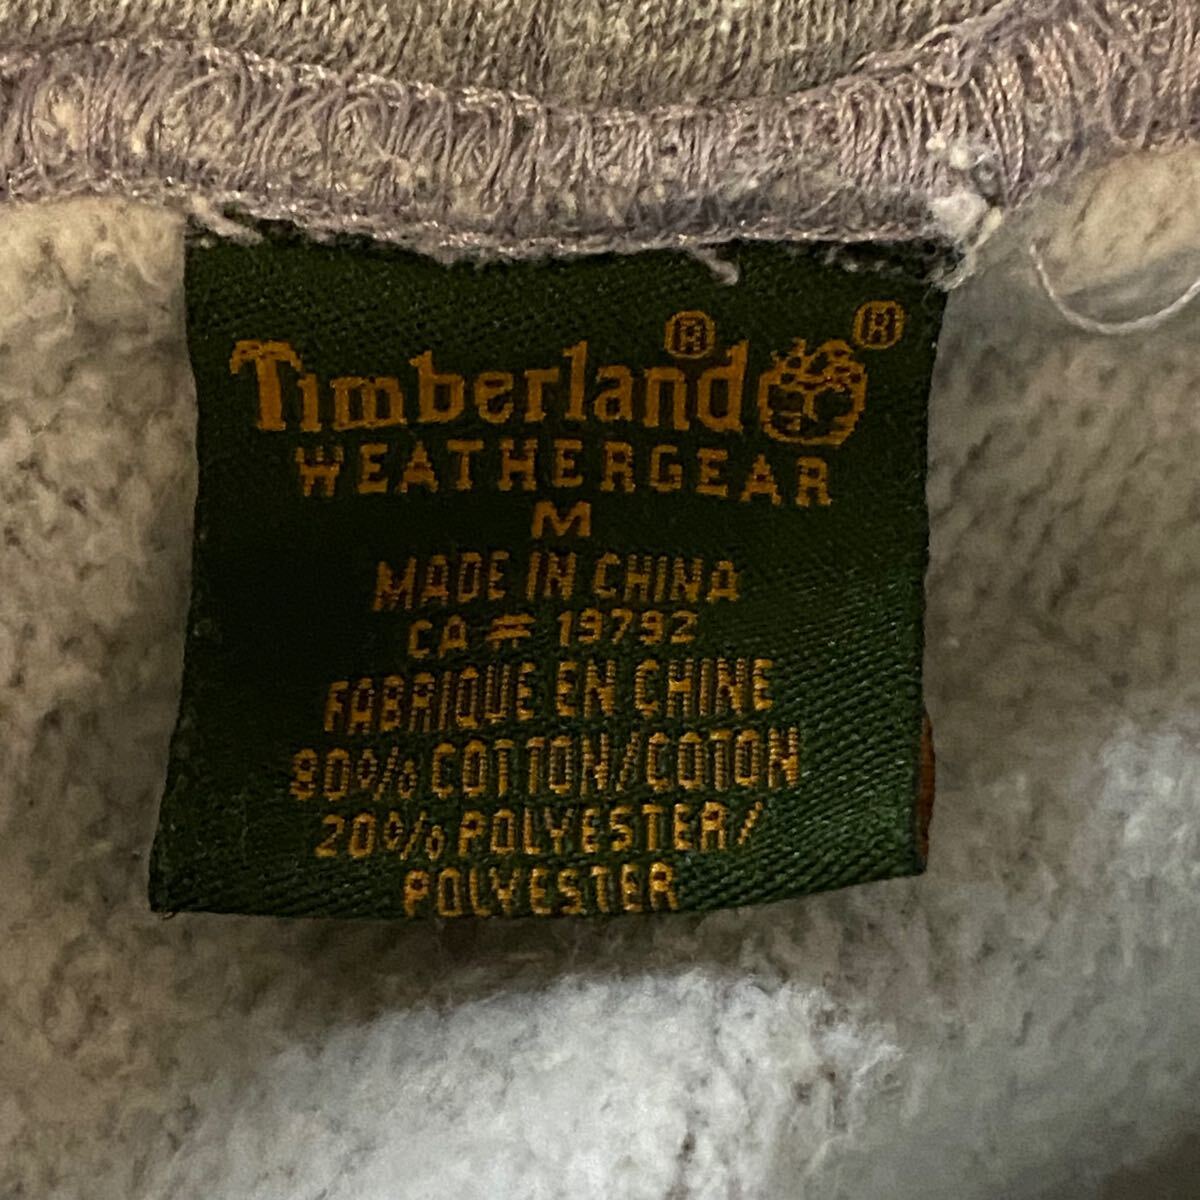 Timberland® ®
WEATHERGEAR
M
MADE IN CHINA
CA# 19792
FABRIQUE EN CHINE
80% COTTON/COTON
20% POLYESTER/
POLYESTER